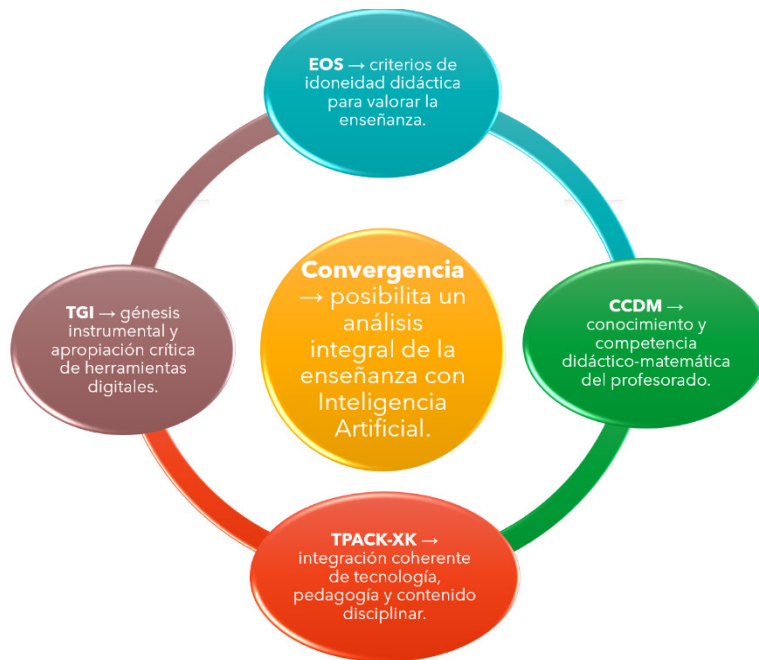 EOS → criterios de
idoneidad didáctica
para valorar la
enseñanza.
Convergencia
→ posibilita un
análisis
integral de la
enseñanza con
Inteligencia
Artificial.
TGI → génesis
instrumental y
apropiación crítica
de herramientas
digitales.
CCDM →
conocimiento y
competencia
didáctico-matemática
del profesorado.
TPACK-XK →
integración coherente
de tecnología,
pedagogía y contenido
disciplinar.